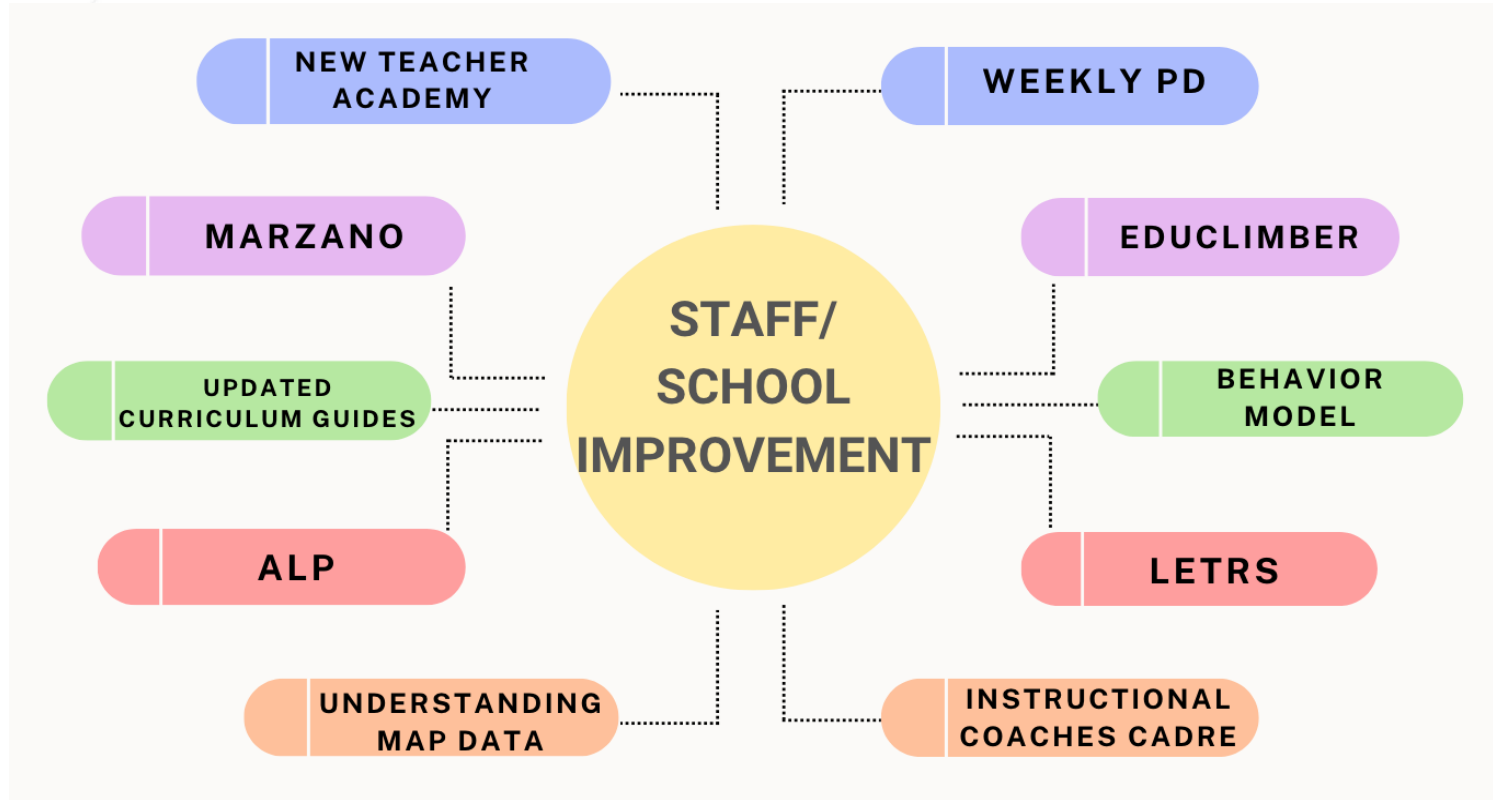 NEW TEACHER
ACADEMY
WEEKLY PD
MARZANO
EDUCLIMBER
STAFF/
SCHOOL
IMPROVEMENT
UPDATED
CURRICULUM GUIDES
BEHAVIOR
MODEL
ALP
LETRS
UNDERSTANDING
MAP DATA
INSTRUCTIONAL
COACHES CADRE